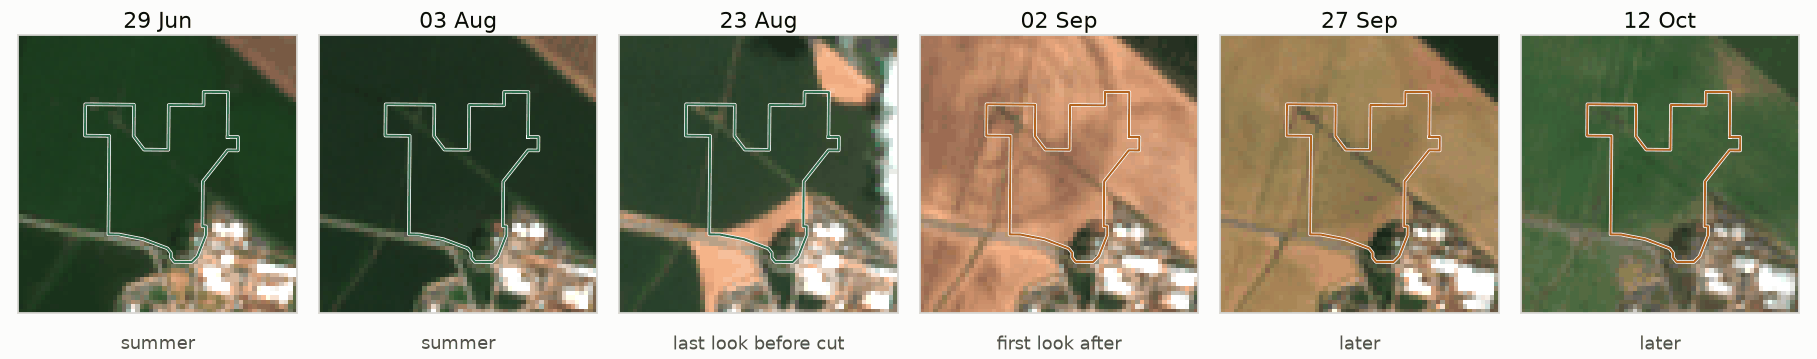 29 Jun
03 Aug
23 Aug
02 Sep
27 Sep
12 Oct
summer
summer
last look before cut
first look after
later
later